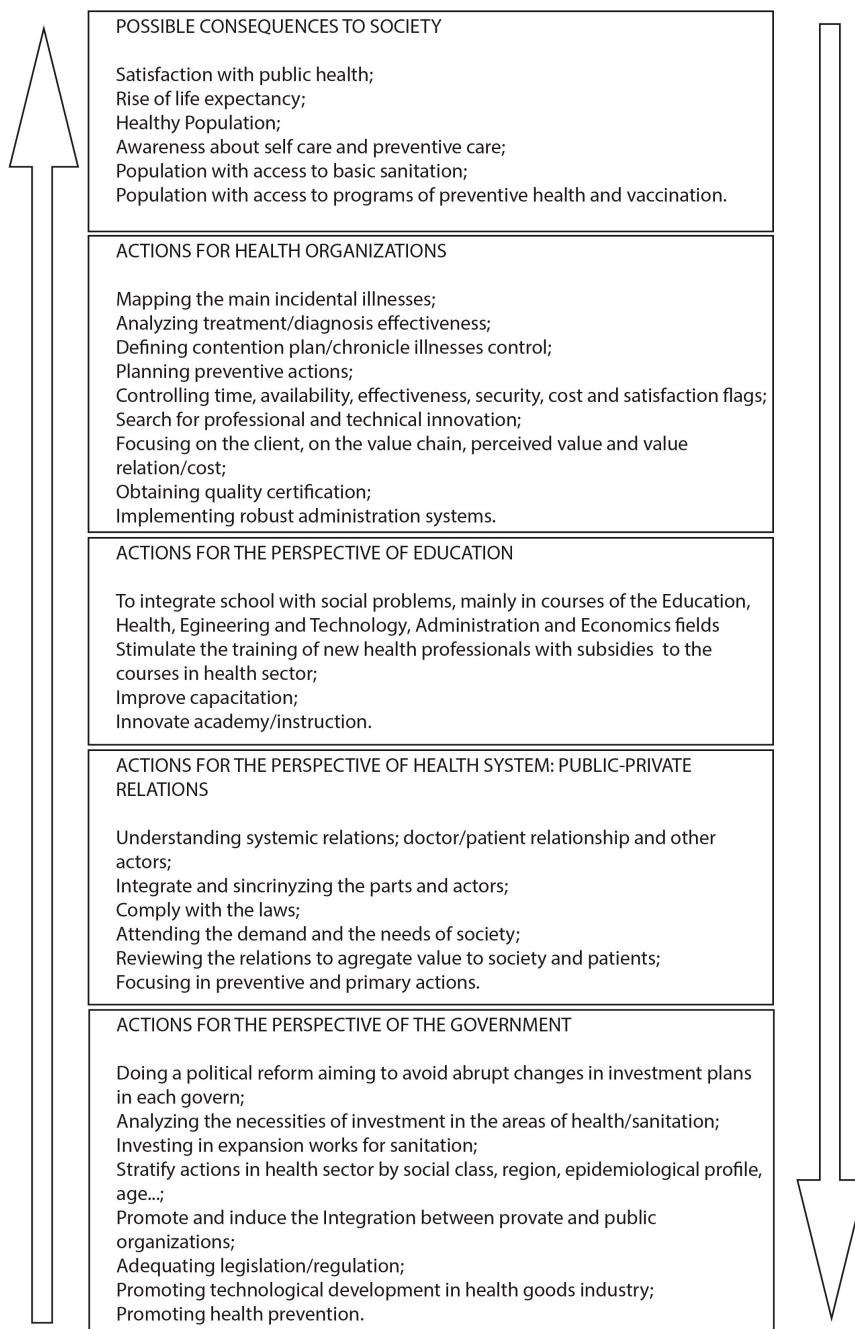 POSSIBLE CONSEQUENCES TO SOCIETY
Satisfaction with public health;
Rise of life expectancy;
Healthy Population;
Awareness about self care and preventive care;
Population with access to basic sanitation;
Population with access to programs of preventive health and vaccination.
ACTIONS FOR HEALTH ORGANIZATIONS
Mapping the main incidental illnesses;
Analyzing treatment/diagnosis effectiveness;
Defining contention plan/chronicle illnesses control;
Planning preventive actions;
Controlling time, availability, effectiveness, security, cost and satisfaction flags;
Search for professional and technical innovation;
Focusing on the client, on the value chain, perceived value and value
relation/cost;
Obtaining quality certification;
Implementing robust administration systems.
ACTIONS FOR THE PERSPECTIVE OF EDUCATION
To integrate school with social problems, mainly in courses of the Education,
Health, Egineering and Technology, Administration and Economics fields
Stimulate the training of new health professionals with subsidies to the
courses in health sector;
Improve capacitation;
Innovate academy/instruction.
ACTIONS FOR THE PERSPECTIVE OF HEALTH SYSTEM: PUBLIC-PRIVATE
RELATIONS
Understanding systemic relations; doctor/patient relationship and other
actors;
Integrate and sincrinyzing the parts and actors;
Comply with the laws;
Attending the demand and the needs of society;
Reviewing the relations to agregate value to society and patients;
Focusing in preventive and primary actions.
ACTIONS FOR THE PERSPECTIVE OF THE GOVERNMENT
Doing a political reform aiming to avoid abrupt changes in investment plans
in each govern;
Analyzing the necessities of investment in the areas of health/sanitation;
Investing in expansion works for sanitation;
Stratify actions in health sector by social class, region, epidemiological profile,
age...;
Promote and induce the Integration between provate and public
organizations;
Adequating legislation/regulation;
Promoting technological development in health goods industry;
Promoting health prevention.